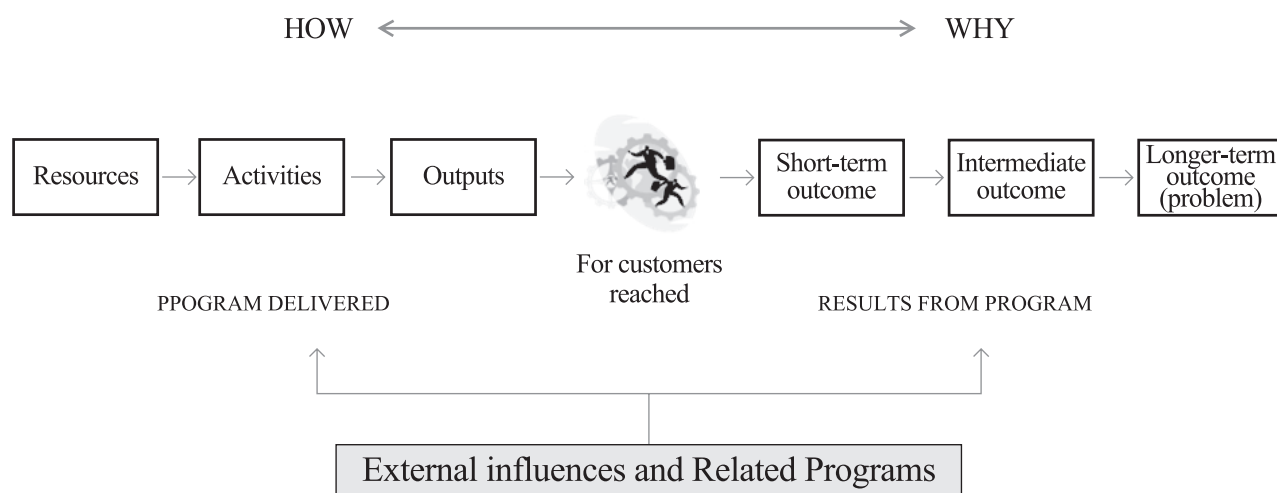 HOW
WHY
Resources
Activities
Outputs
For customers
reached
Short-term
outcome
Intermediate
outcome
Longer-term
outcome
(problem)
PPOGRAM DELIVERED
RESULTS FROM PROGRAM
External influences and Related Programs